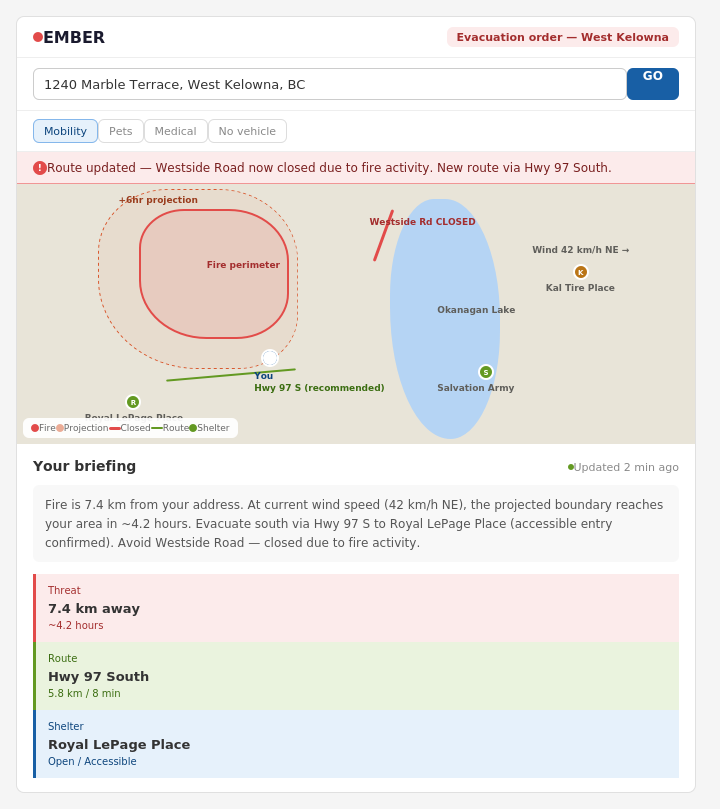 EMBER
Evacuation order — West Kelowna
1240 Marble Terrace, West Kelowna, BC
GO
Mobility
Pets
Medical
No vehicle
! Route updated — Westside Road now closed due to fire activity. New route via Hwy 97 South.
+6hr projection
Westside Rd CLOSED
Wind 42 km/h NE →
Fire perimeter
K
Kal Tire Place
Okanagan Lake
You
S
Hwy 97 S (recommended)
Salvation Army
R
Royal LePage Place
Fire Projection Closed Route Shelter
Your briefing
Updated 2 min ago
Fire is 7.4 km from your address. At current wind speed (42 km/h NE), the projected boundary reaches
your area in ~4.2 hours. Evacuate south via Hwy 97 S to Royal LePage Place (accessible entry
confirmed). Avoid Westside Road — closed due to fire activity.
Threat
7.4 km away
~4.2 hours
Route
Hwy 97 South
5.8 km / 8 min
Shelter
Royal LePage Place
Open / Accessible